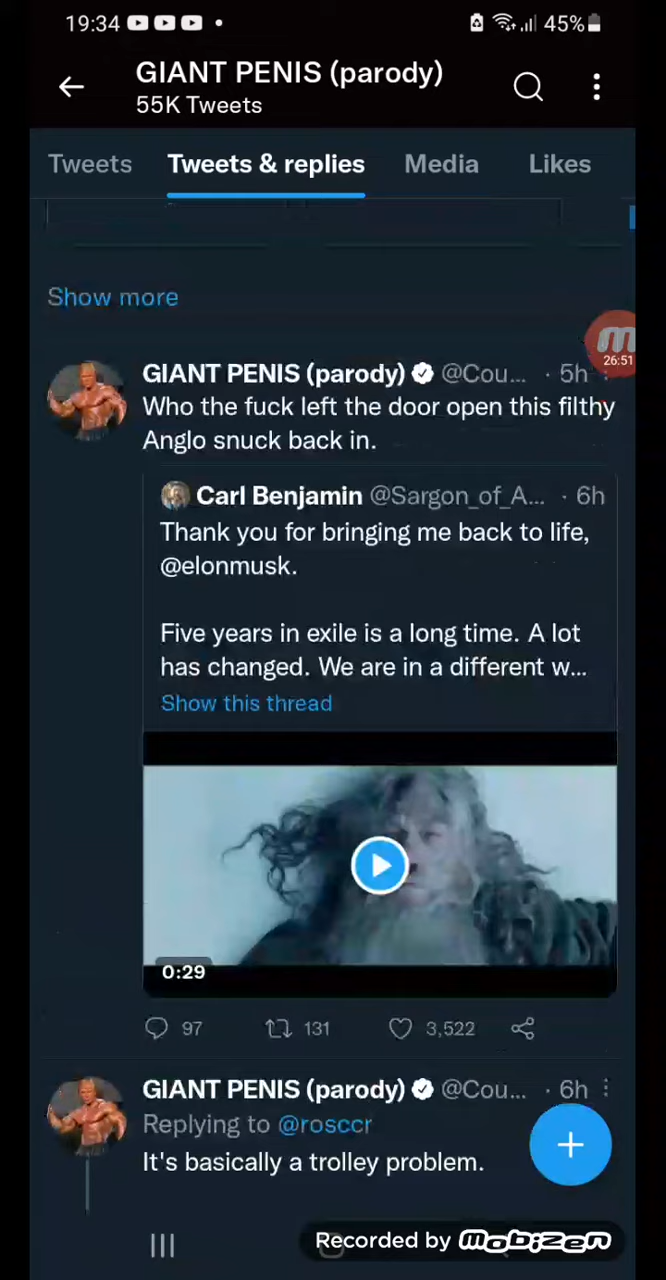 19:34
45%
GIANT PENIS (parody)
55K Tweets
Tweets Tweets & replies Media Likes
Show more
26:51
GIANT PENIS (parody) @Cou... · 5h
Who the fuck left the door open this filthy
Anglo snuck back in.
Carl Benjamin @Sargon_of_A... · 6h
Thank you for bringing me back to life,
@elonmusk.
Five years in exile is a long time. A lot
has changed. We are in a different w...
Show this thread
0:29
97 131 3,522
GIANT PENIS (parody) @Cou... · 6h
Replying to @rosccr
It's basically a trolley problem.
Recorded by mobizen